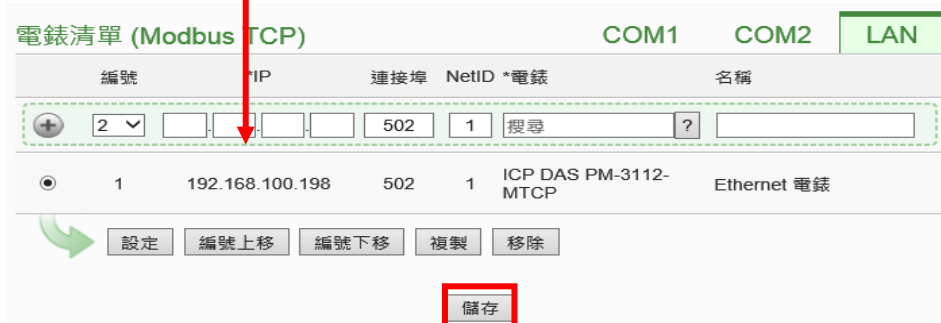 電錶清單 (Modbus TCP) COM1 COM2 LAN
編號 *IP 連接埠 NetID *電錶 名稱
2 . . . 502 1 搜尋 ?
1 192.168.100.198 502 1 ICP DAS PM-3112-MTCP Ethernet 電錶
設定 編號上移 編號下移 複製 移除
儲存